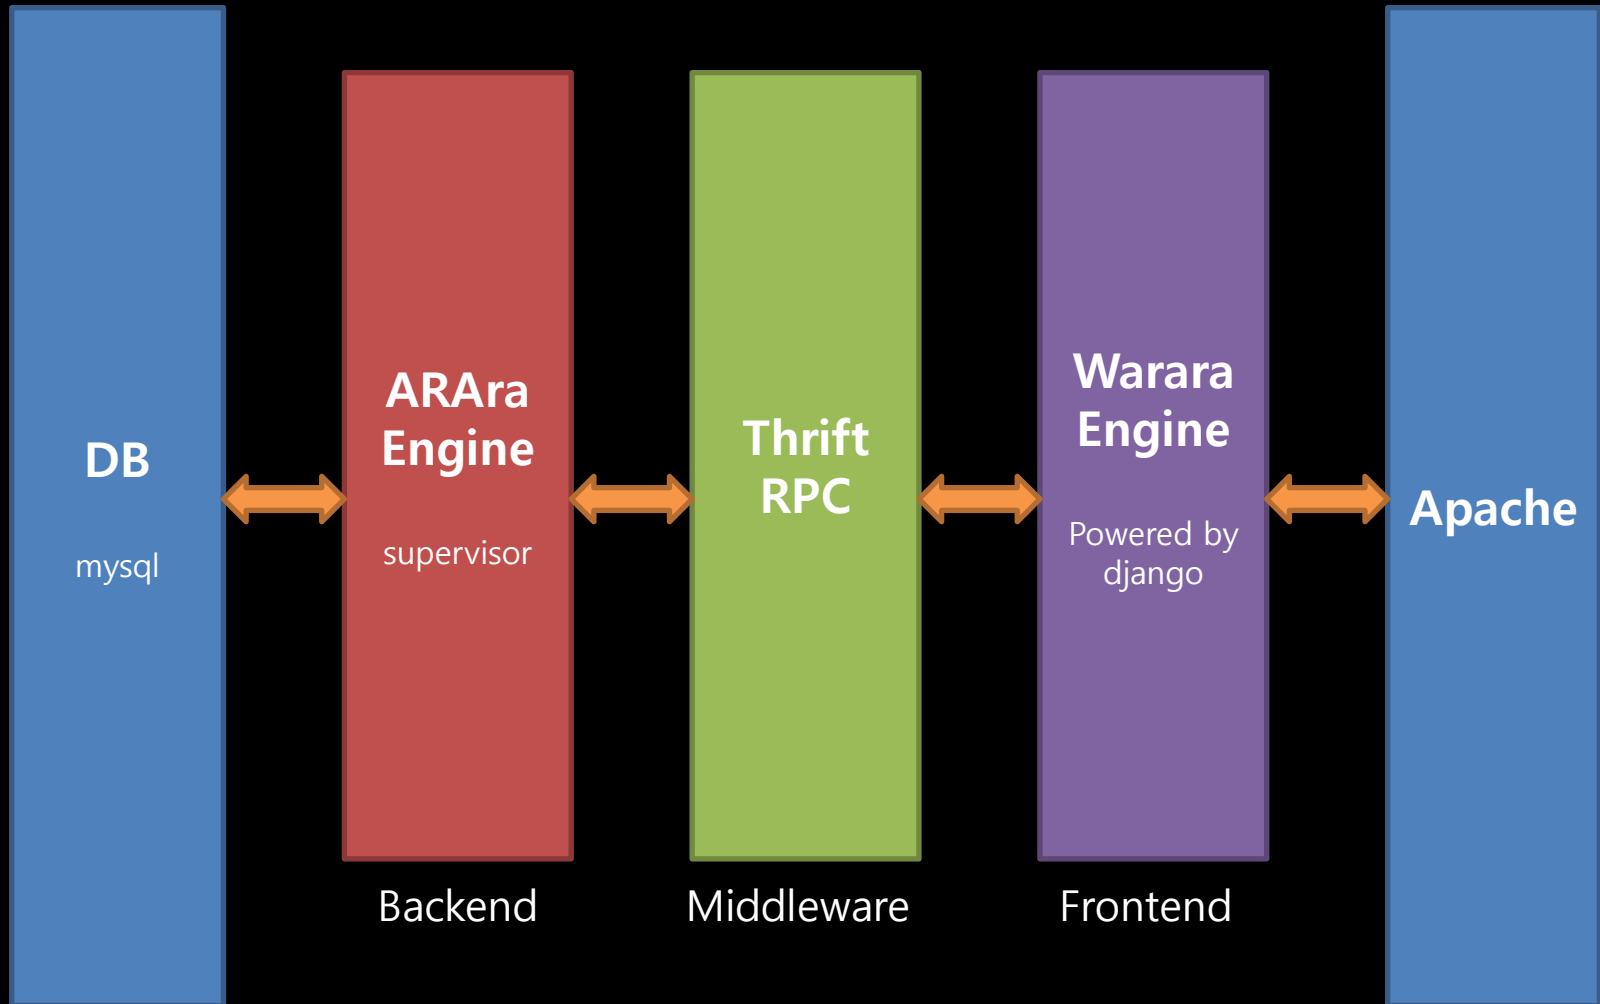 DB
mysql
ARAra
Engine
supervisor
Backend
Thrift
RPC
Middleware
Warara
Engine
Powered by
django
Frontend
Apache